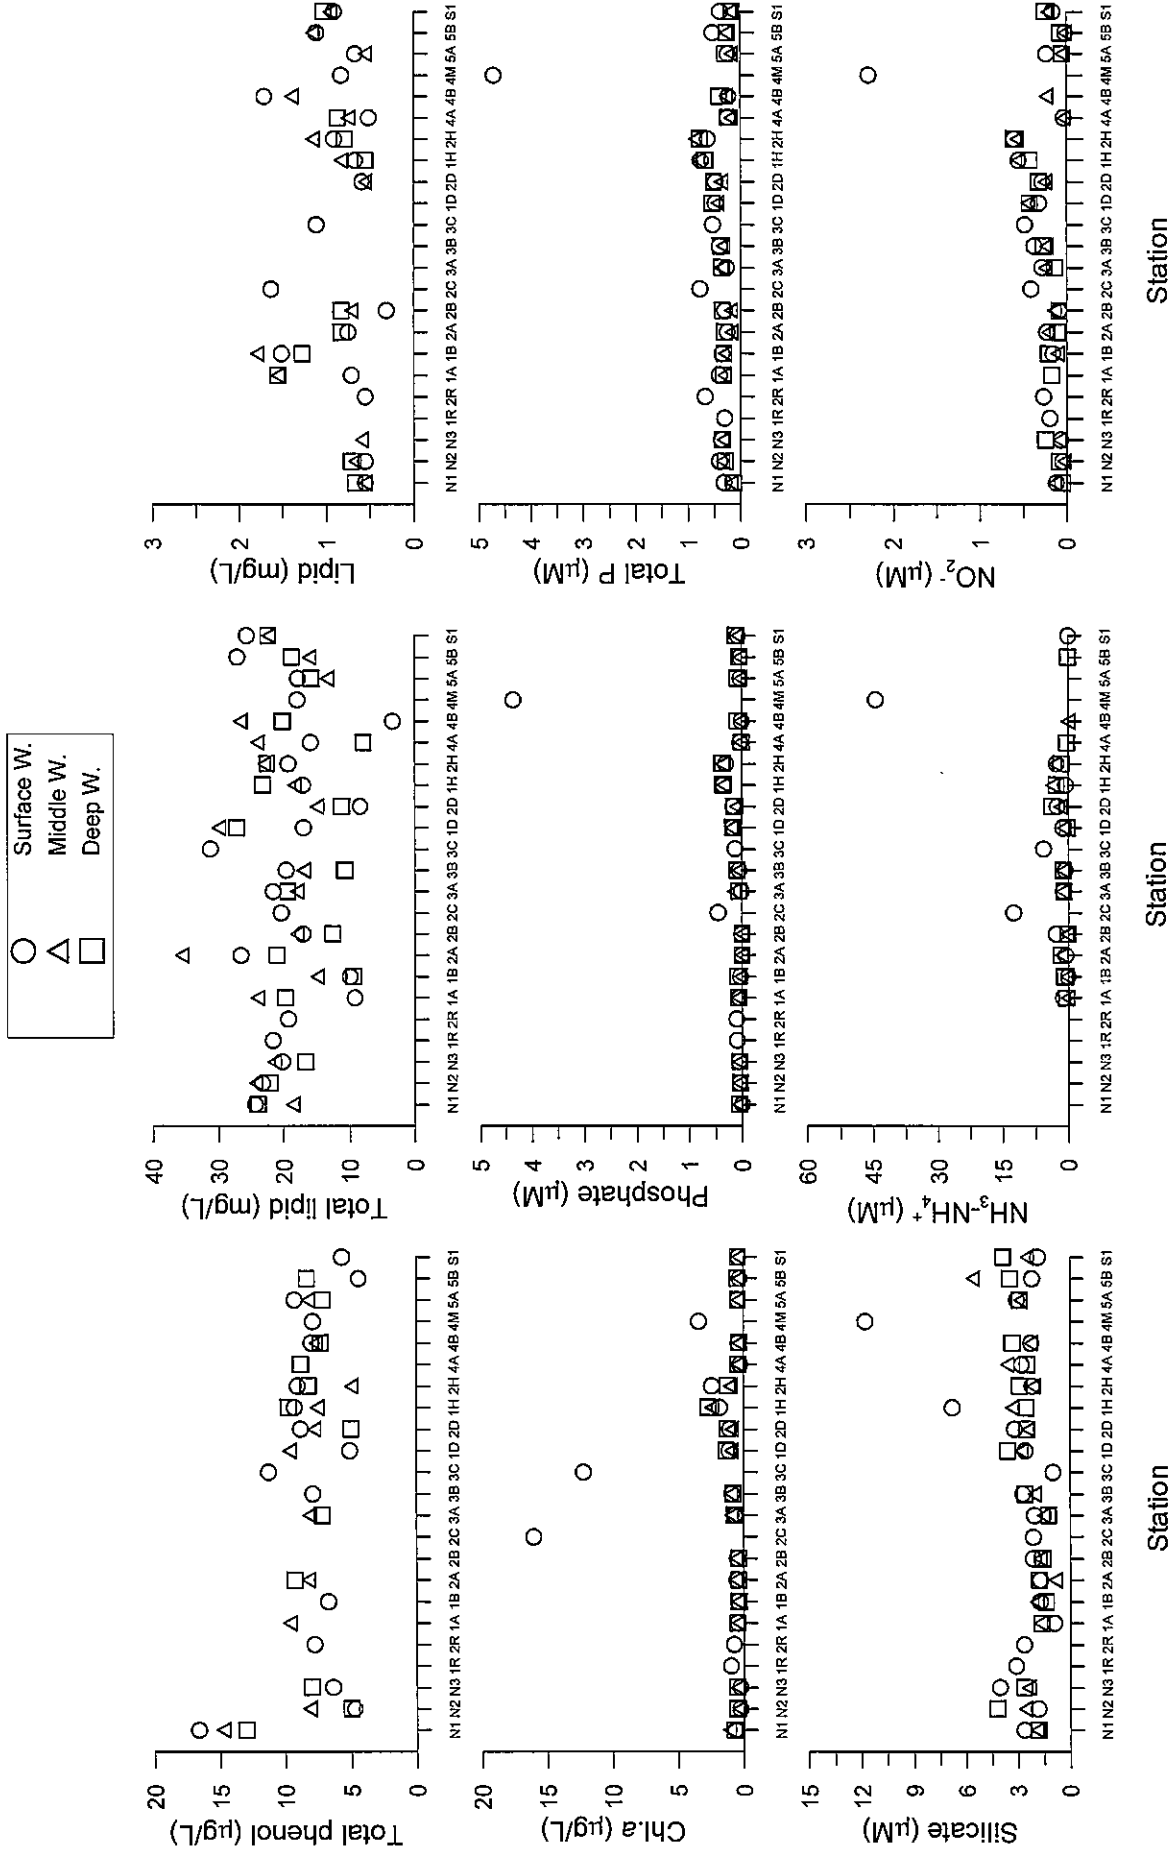 Surface W.
Middle W.
Deep W.
Total phenol (μg/L)
20
15
10
5
0
N1 N2 N3 1R 2R 1A 1B 2A 2B 2C 3A 3B 3C 1D 2D 1H 2H 4A 4B 4M 5A 5B S1
Total lipid (mg/L)
40
30
20
10
0
N1 N2 N3 1R 2R 1A 1B 2A 2B 2C 3A 3B 3C 1D 2D 1H 2H 4A 4B 4M 5A 5B S1
Lipid (mg/L)
3
2
1
0
N1 N2 N3 1R 2R 1A 1B 2A 2B 2C 3A 3B 3C 1D 2D 1H 2H 4A 4B 4M 5A 5B S1
Chl.a (μg/L)
20
15
10
5
0
N1 N2 N3 1R 2R 1A 1B 2A 2B 2C 3A 3B 3C 1D 2D 1H 2H 4A 4B 4M 5A 5B S1
Phosphate (μM)
5
4
3
2
1
0
N1 N2 N3 1R 2R 1A 1B 2A 2B 2C 3A 3B 3C 1D 2D 1H 2H 4A 4B 4M 5A 5B S1
Total P (μM)
5
4
3
2
1
0
N1 N2 N3 1R 2R 1A 1B 2A 2B 2C 3A 3B 3C 1D 2D 1H 2H 4A 4B 4M 5A 5B S1
Silicate (μM)
15
12
9
6
3
0
N1 N2 N3 1R 2R 1A 1B 2A 2B 2C 3A 3B 3C 1D 2D 1H 2H 4A 4B 4M 5A 5B S1
Station
NH₃-NH₄⁺ (μM)
60
45
30
15
0
N1 N2 N3 1R 2R 1A 1B 2A 2B 2C 3A 3B 3C 1D 2D 1H 2H 4A 4B 4M 5A 5B S1
Station
NO₂⁻ (μM)
3
2
1
0
N1 N2 N3 1R 2R 1A 1B 2A 2B 2C 3A 3B 3C 1D 2D 1H 2H 4A 4B 4M 5A 5B S1
Station